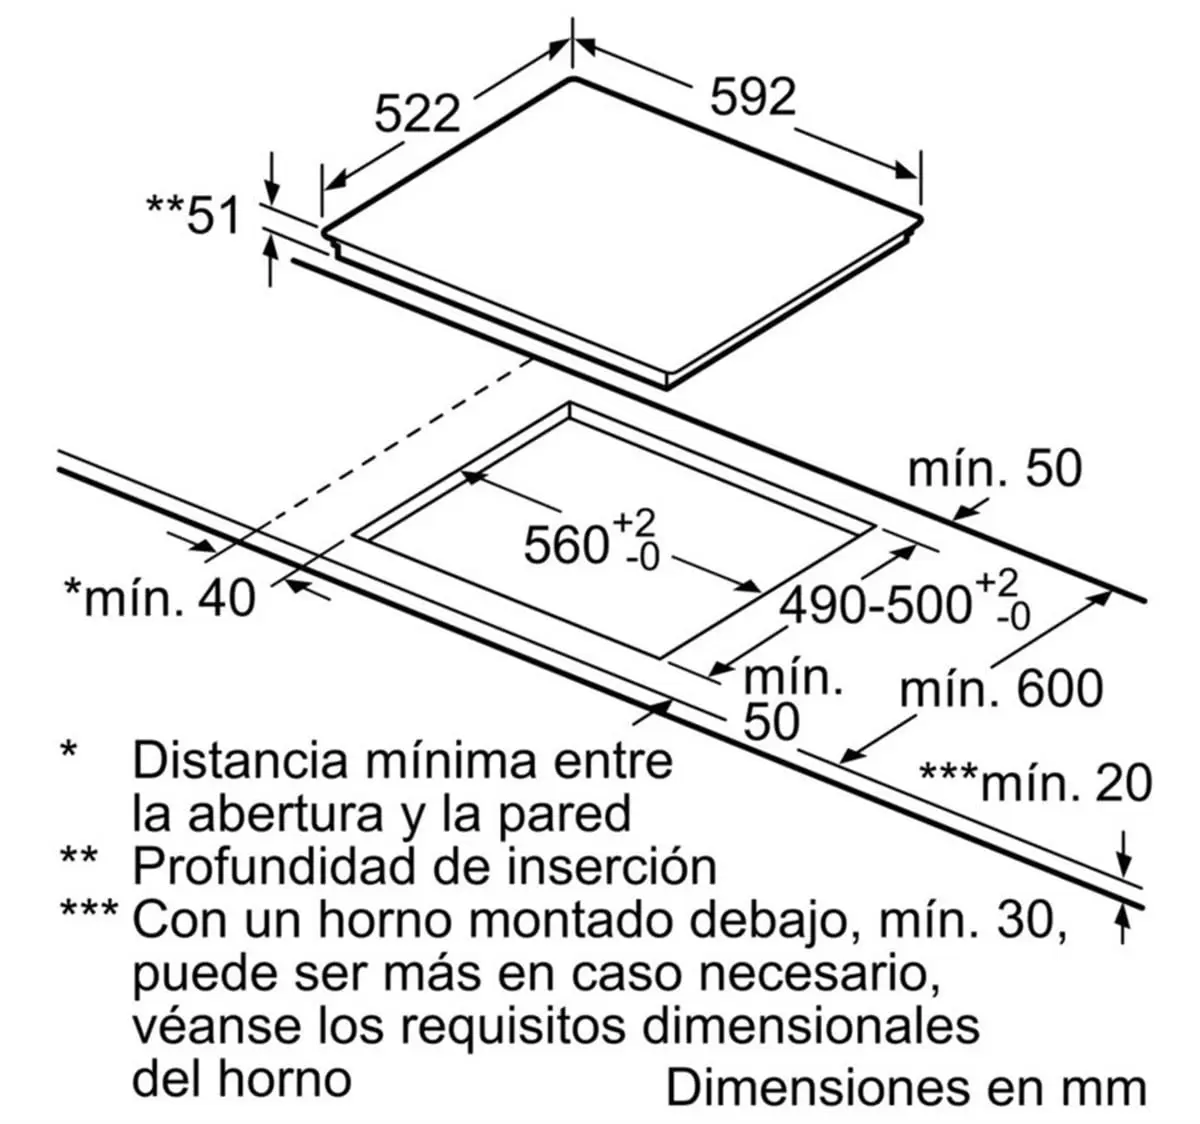 522
592
**51
mín. 50
560+2-0
*mín. 40
490-500+2-0
mín.
50
mín. 600
***mín. 20
* Distancia mínima entre
la abertura y la pared
** Profundidad de inserción
*** Con un horno montado debajo, mín. 30,
puede ser más en caso necesario,
véanse los requisitos dimensionales
del horno
Dimensiones en mm